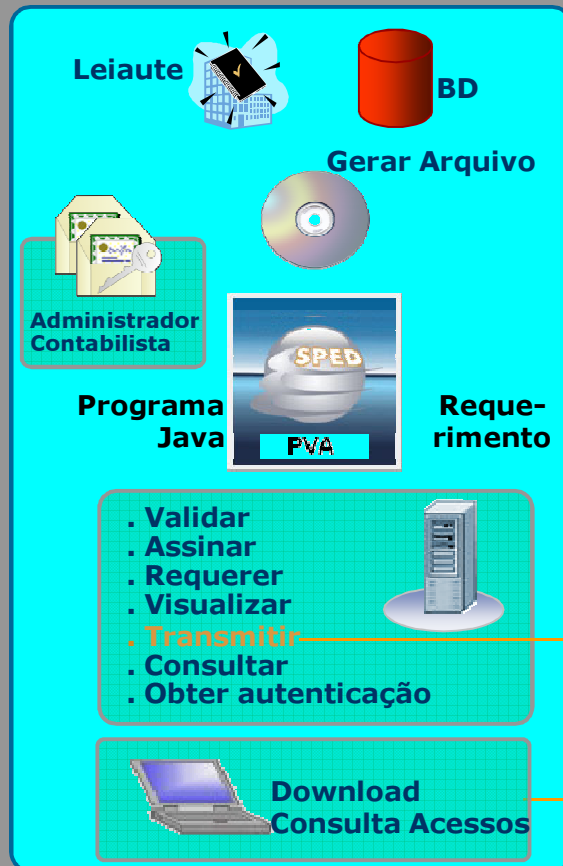 Leiaute
BD
Gerar Arquivo
Administrador
Contabilista
SPED
Programa
Java
PVA
Reque-
rimento
. Validar
. Assinar
. Requerer
. Visualizar
. Transmitir
. Consultar
. Obter autenticação
Download
Consulta Acessos